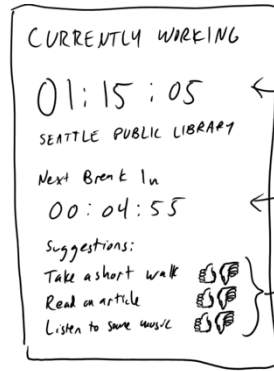 CURRENTLY WORKING
01:15:05
SEATTLE PUBLIC LIBRARY
Next Break In
00:04:55
Suggestions:
Take a short walk
Read an article
Listen to some music